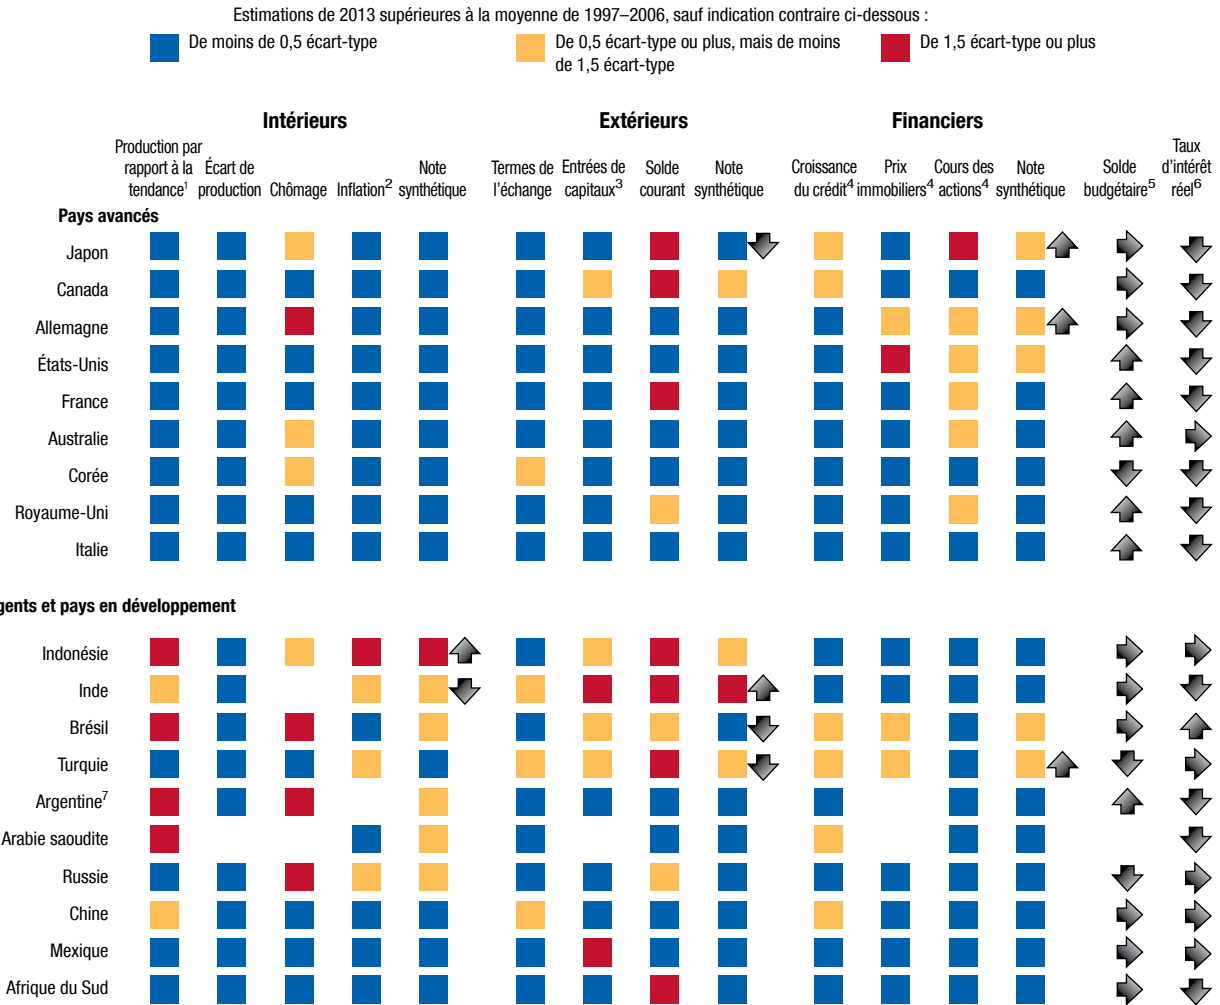 Estimations de 2013 supérieures à la moyenne de 1997–2006, sauf indication contraire ci-dessous :
De moins de 0,5 écart-type
De 0,5 écart-type ou plus, mais de moins
de 1,5 écart-type
De 1,5 écart-type ou plus
Intérieurs
Extérieurs
Financiers
Production par
rapport à la
tendance1
Écart de
production
Chômage
Inflation2
Note
synthétique
Termes de
l'échange
Entrées de
capitaux3
Solde
courant
Note
synthétique
Croissance
du crédit4
Prix
immobiliers4
Cours des
actions4
Note
synthétique
Solde
budgétaire5
Taux
d'intérêt
réel6
Pays avancés
Japon
Canada
Allemagne
États-Unis
France
Australie
Corée
Royaume-Uni
Italie
gents et pays en développement
Indonésie
Inde
Brésil
Turquie
Argentine7
Arabie saoudite
Russie
Chine
Mexique
Afrique du Sud